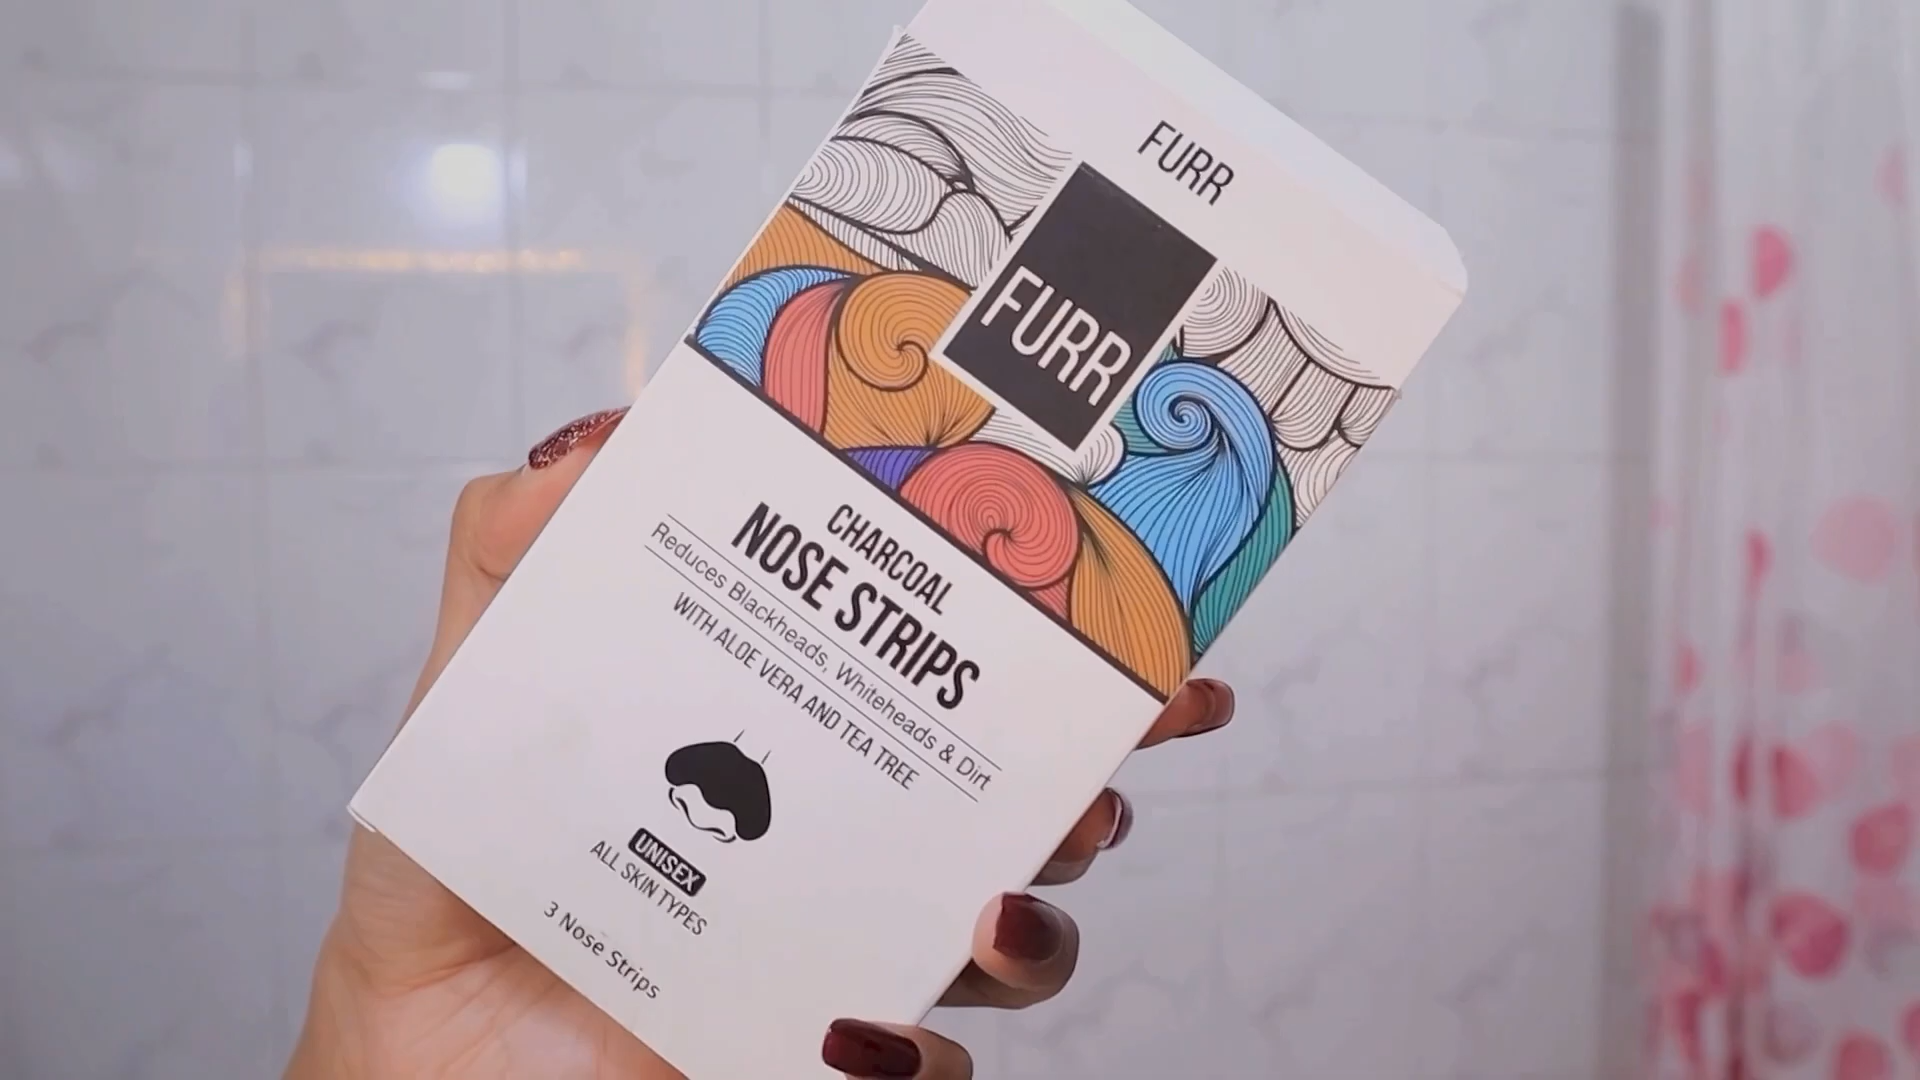 FURR
FURR
CHARCOAL
NOSE STRIPS
Reduces Blackheads, Whiteheads & Dirt
WITH ALOE VERA AND TEA TREE
UNISEX
ALL SKIN TYPES
3 Nose Strips